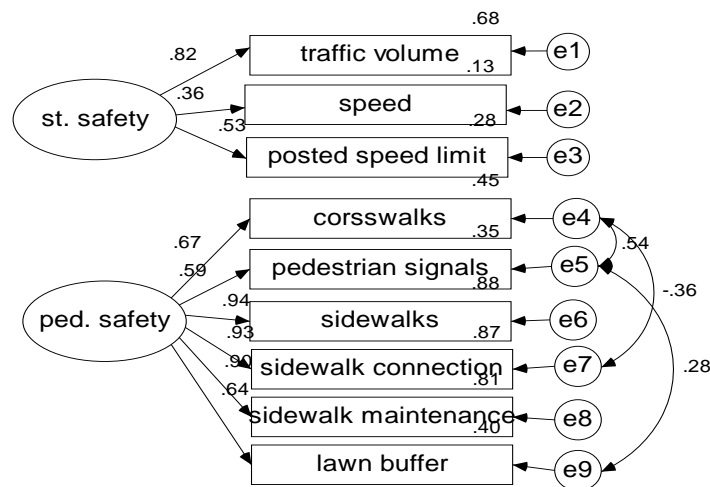 .68
.82
traffic volume
e1
.13
.36
speed
e2
st. safety
.28
.53
posted speed limit
e3
.45
corsswalks
e4
.67
.35
.54
.59
pedestrian signals
e5
.88
-.36
.94
ped. safety
sidewalks
e6
.93
.87
sidewalk connection
e7
.28
.90
.81
.64
sidewalk maintenance
e8
.40
lawn buffer
e9